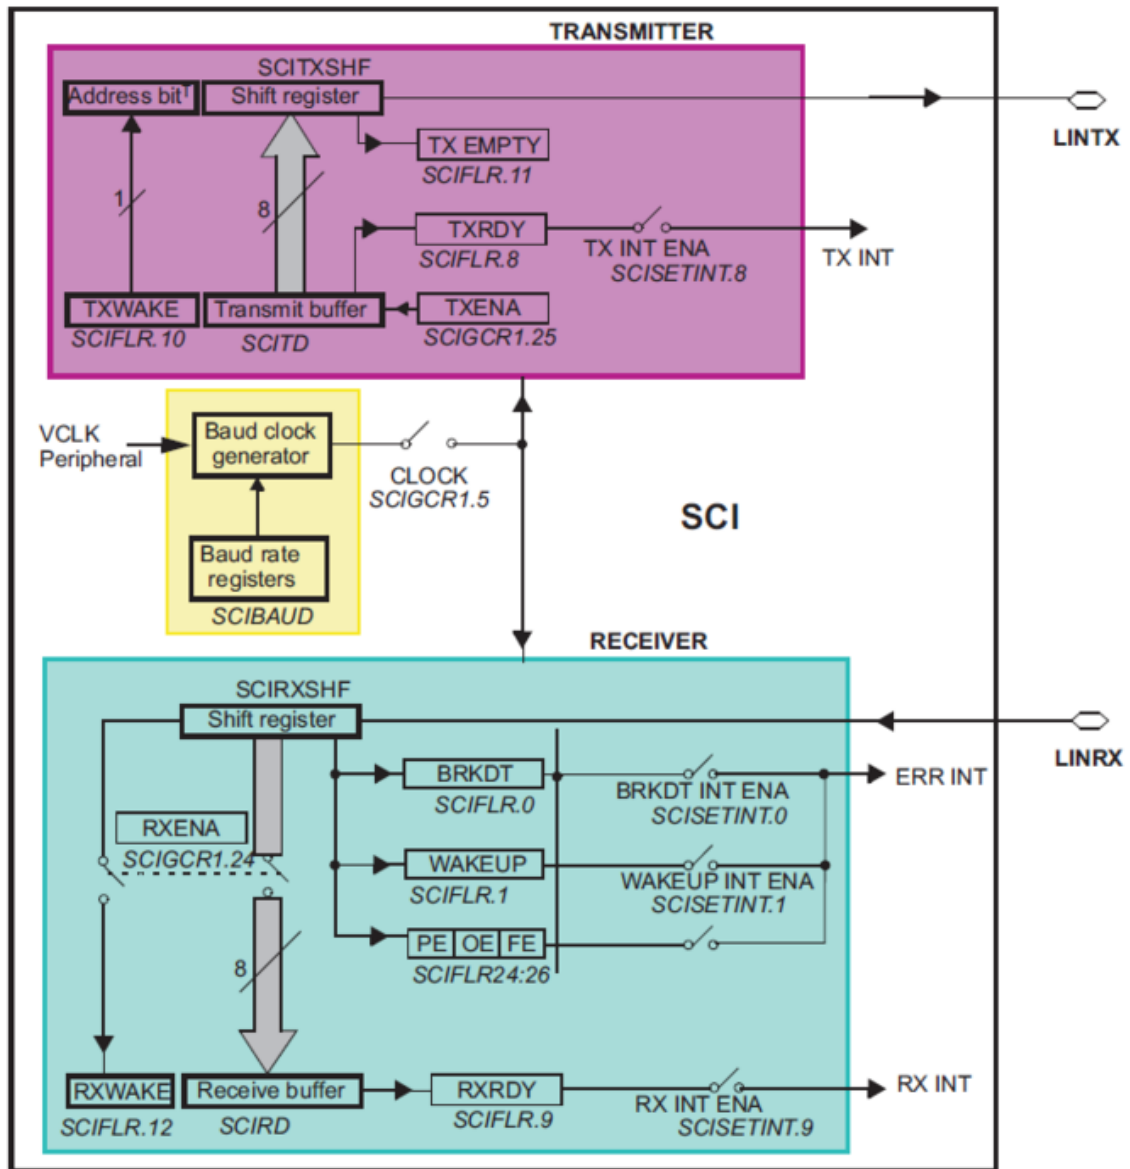 TRANSMITTER
SCITXSHF
Address bitᵀ
Shift register
LINTX
TX EMPTY
SCIFLR.11
1
8
TXRDY
SCIFLR.8
TX INT ENA
SCISETINT.8
TX INT
TXWAKE
SCIFLR.10
Transmit buffer
SCITD
TXENA
SCIGCR1.25
VCLK
Peripheral
Baud clock
generator
CLOCK
SCIGCR1.5
SCI
Baud rate
registers
SCIBAUD
RECEIVER
SCIRXSHF
Shift register
LINRX
BRKDT
SCIFLR.0
BRKDT INT ENA
SCISETINT.0
ERR INT
RXENA
SCIGCR1.24
WAKEUP
SCIFLR.1
WAKEUP INT ENA
SCISETINT.1
PE OE FE
SCIFLR24:26
8
RXWAKE
SCIFLR.12
Receive buffer
SCIRD
RXRDY
SCIFLR.9
RX INT ENA
SCISETINT.9
RX INT